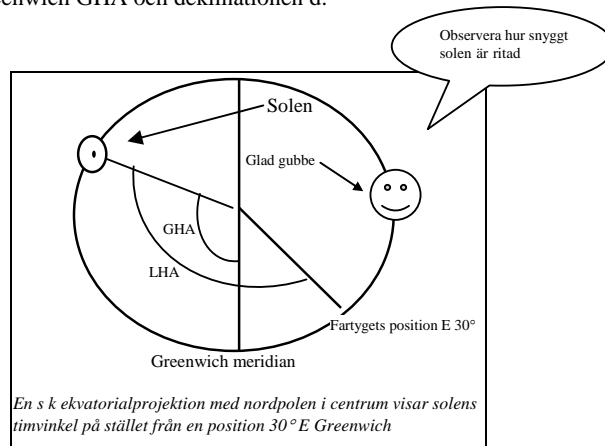 eenwich GHA och deklinationen d.
Observera hur snyggt
solen är ritad
Solen
Glad gubbe
GHA
LHA
Fartygets position E 30°
Greenwich meridian
En s k ekvatorialprojektion med nordpolen i centrum visar solens
timvinkel på stället från en position 30° E Greenwich